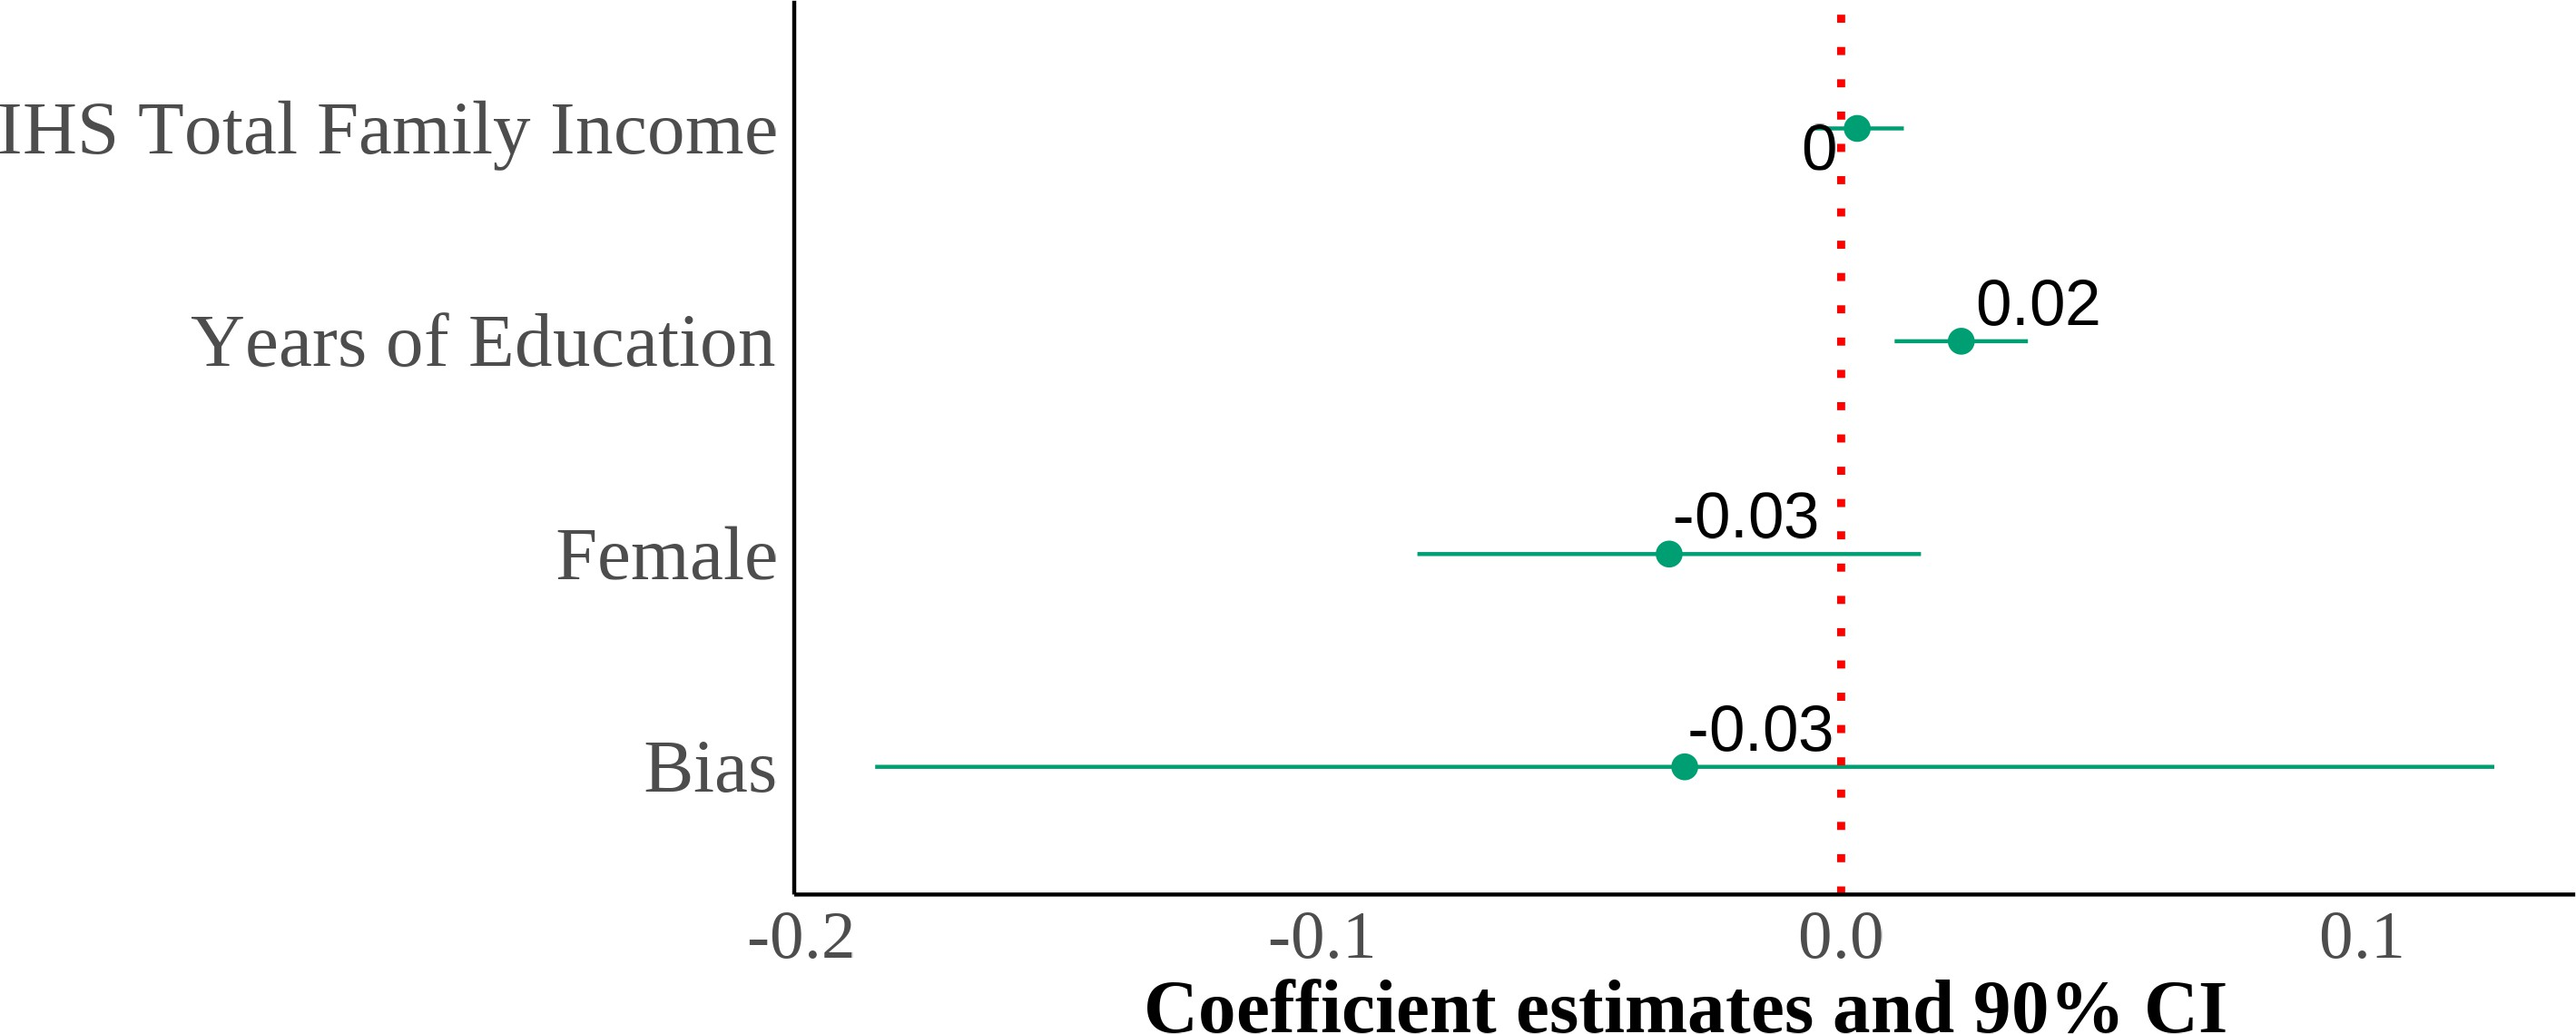 IHS Total Family Income
0
0.02
Years of Education
-0.03
Female
-0.03
Bias
-0.2 -0.1 0.0 0.1
Coefficient estimates and 90% CI